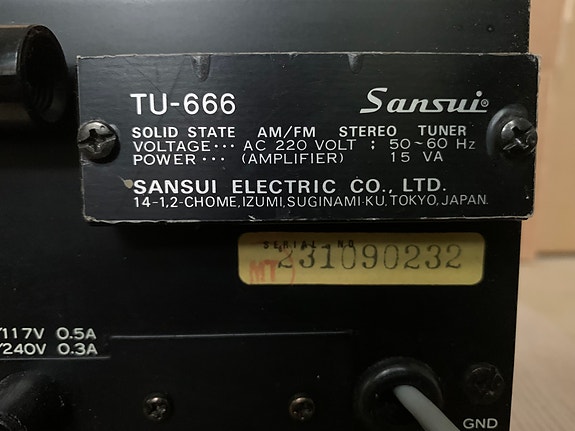 TU-666 Sansui®
SOLID STATE AM/FM STEREO TUNER
VOLTAGE··· AC 220 VOLT : 50~60 Hz
POWER··· (AMPLIFIER) 15 VA
SANSUI ELECTRIC CO., LTD.
14-1,2-CHOME,IZUMI,SUGINAMI-KU,TOKYO,JAPAN.
SERIAL NO.
MT) 231090232
/117V 0.5A
/240V 0.3A
GND